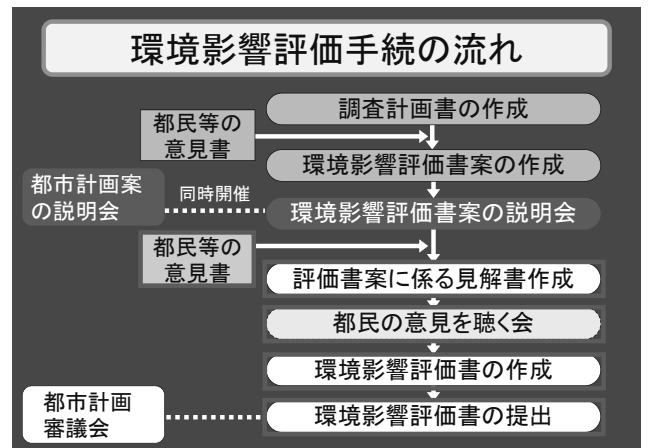 環境影響評価手続の流れ
調査計画書の作成
都民等の
意見書
環境影響評価書案の作成
都市計画案
の説明会
同時開催
環境影響評価書案の説明会
都民等の
意見書
評価書案に係る見解書作成
都民の意見を聴く会
環境影響評価書の作成
都市計画
審議会
環境影響評価書の提出